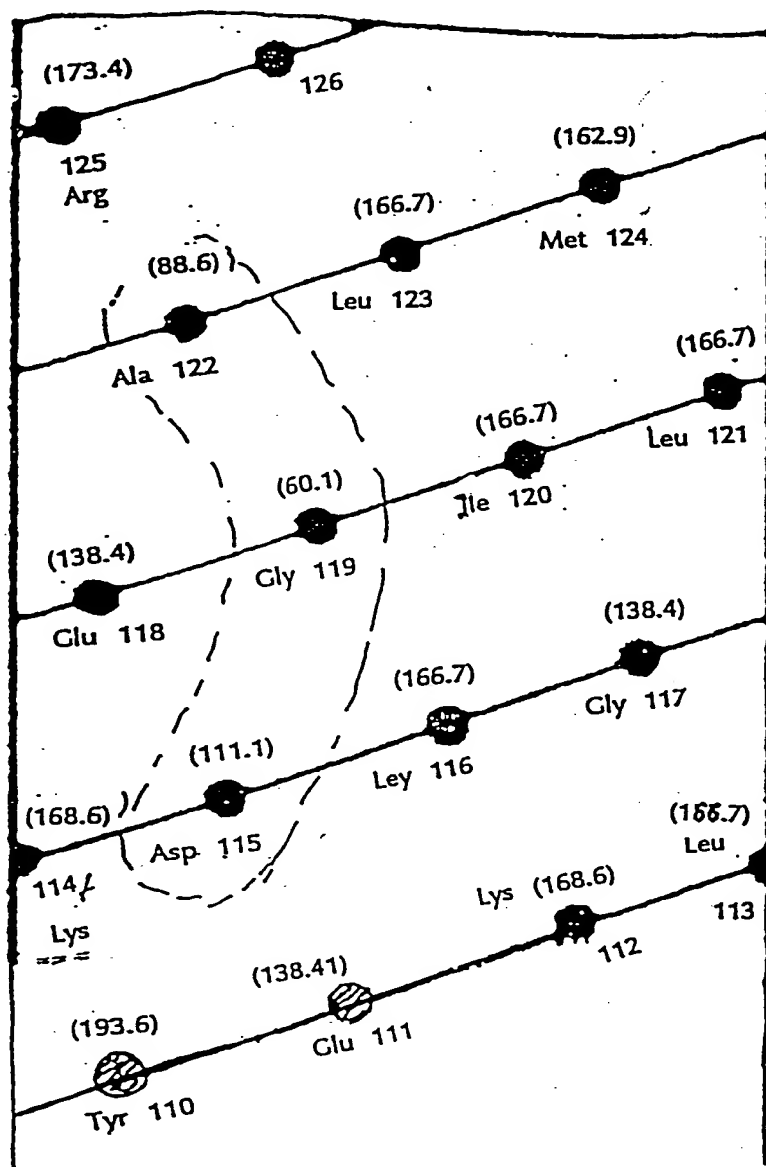 (173.4)
126
125
Arg
(162.9)
(166.7)
Met 124
(88.6)
Leu 123
Ala 122
(166.7)
(166.7)
Leu 121
(60.1)
Ile 120
(138.4)
Gly 119
Glu 118
(138.4)
(166.7)
Gly 117
(111.1)
Ley 116
(168.6)
Asp 115
(166.7)
Leu
114
Lys
Lys (168.6)
113
112
(138.41)
Glu 111
(193.6)
Tyr 110